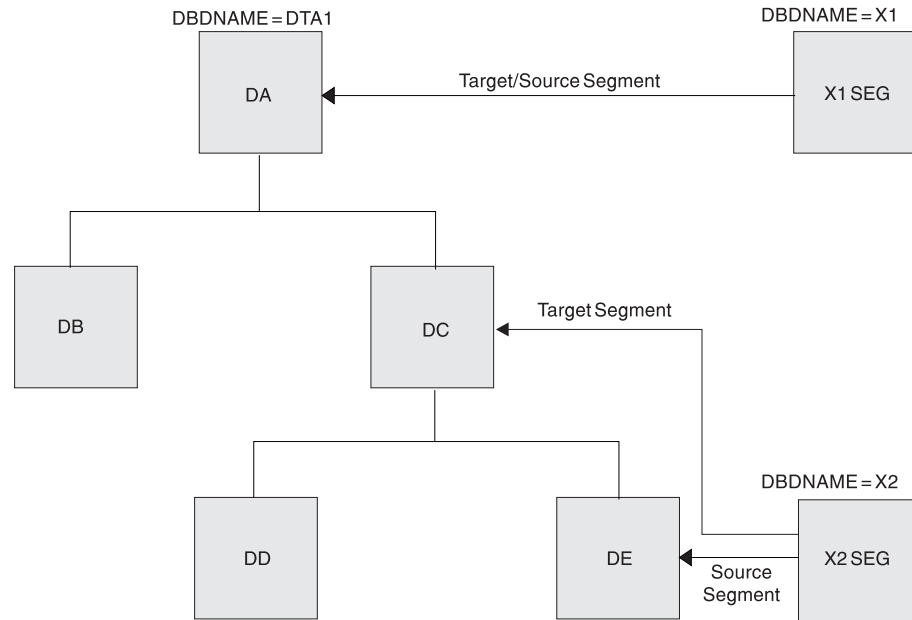 DBDNAME = DTA1
DBDNAME = X1
DA
Target/Source Segment
X1 SEG
DB
DC
Target Segment
DBDNAME = X2
DD
DE
X2 SEG
Source
Segment